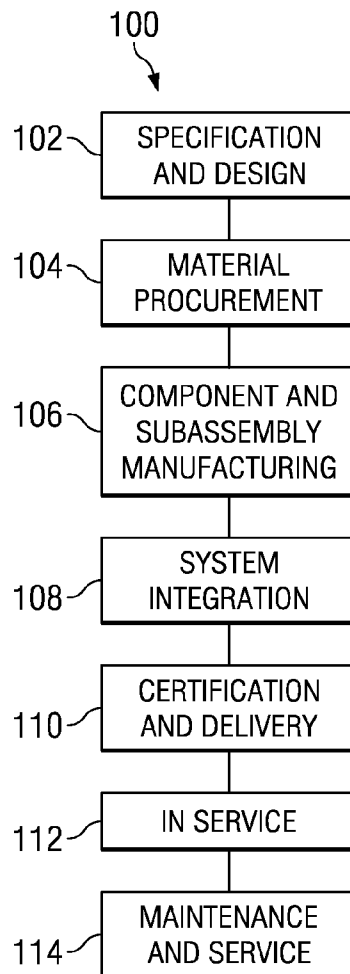 100
102
SPECIFICATION
AND DESIGN
104
MATERIAL
PROCUREMENT
106
COMPONENT AND
SUBASSEMBLY
MANUFACTURING
108
SYSTEM
INTEGRATION
110
CERTIFICATION
AND DELIVERY
112
IN SERVICE
114
MAINTENANCE
AND SERVICE